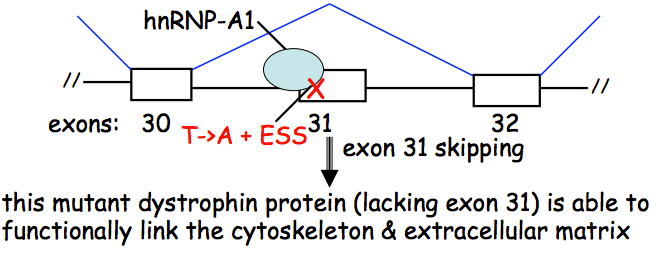 hnRNP-A1
// //
exons: 30 T->A + ESS 31 32
X
exon 31 skipping
this mutant dystrophin protein (lacking exon 31) is able to
functionally link the cytoskeleton & extracellular matrix